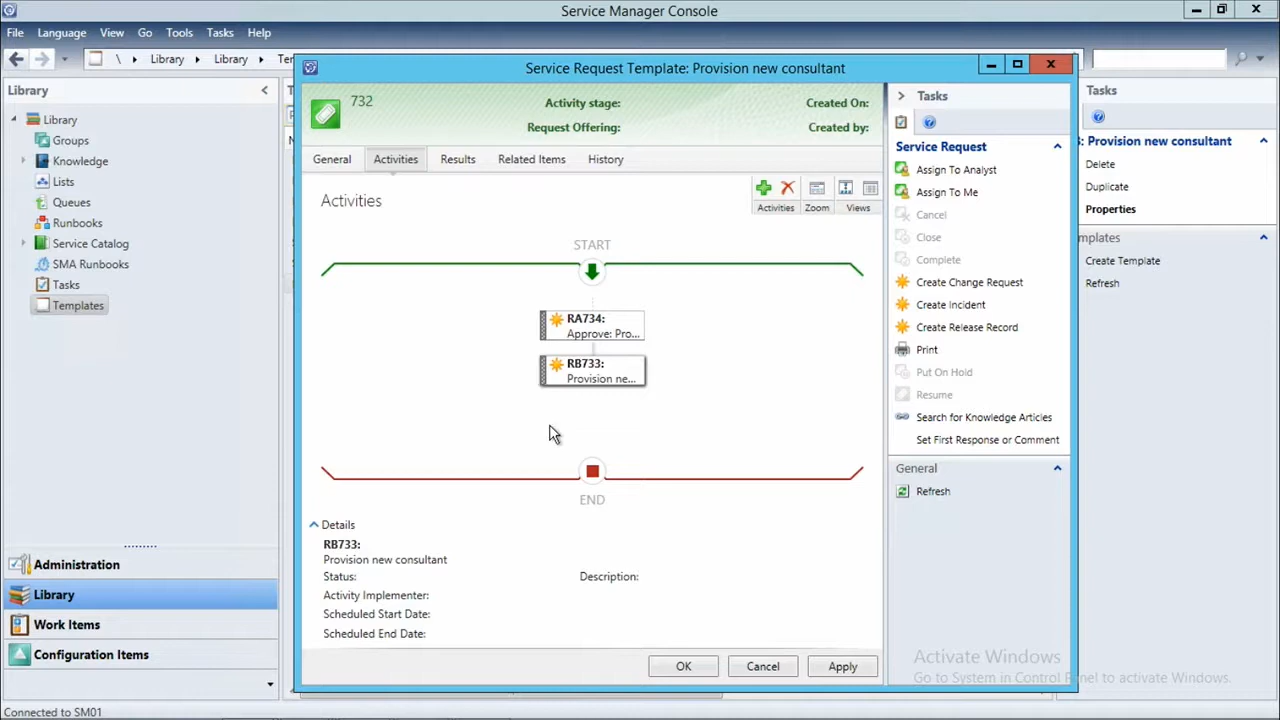 Service Manager Console
File Language View Go Tools Tasks Help
\ Library Library
Library
Library
Groups
Knowledge
Lists
Queues
Runbooks
Service Catalog
SMA Runbooks
Tasks
Templates
Administration
Library
Work Items
Configuration Items
Connected to SM01
Service Request Template: Provision new consultant
732
Activity stage: Created On:
Request Offering: Created by:
General Activities Results Related Items History
Activities
Activities Zoom Views
START
RA734:
Approve: Pro...
RB733:
Provision ne...
END
Details
RB733:
Provision new consultant
Status: Description:
Activity Implementer:
Scheduled Start Date:
Scheduled End Date:
OK Cancel Apply
Tasks
Service Request
Assign To Analyst
Assign To Me
Cancel
Close
Complete
Create Change Request
Create Incident
Create Release Record
Print
Put On Hold
Resume
Search for Knowledge Articles
Set First Response or Comment
General
Refresh
Tasks
: Provision new consultant
Delete
Duplicate
Properties
mplates
Create Template
Refresh
Activate Windows
Go to System in Control Panel to activate Windows.